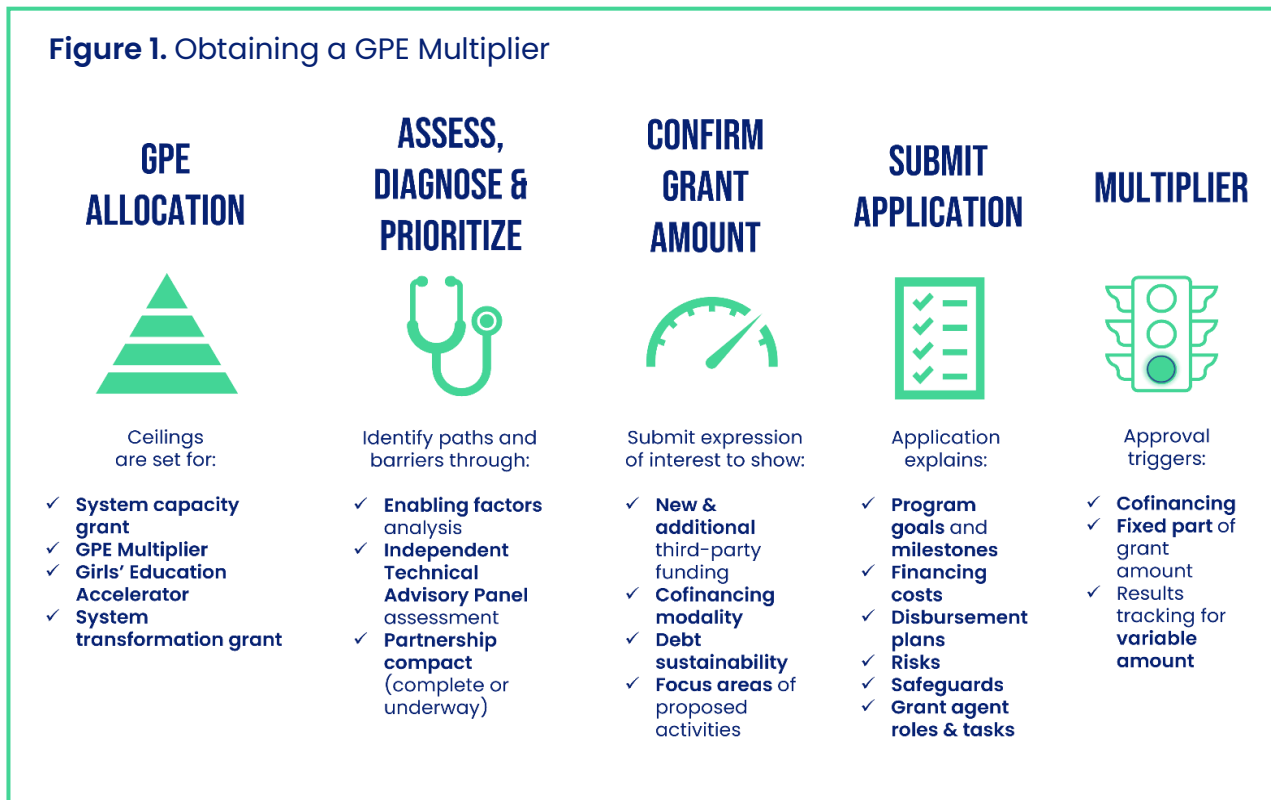 Figure 1. Obtaining a GPE Multiplier
GPE
ALLOCATION
Ceilings
are set for:
✓ System capacity
grant
✓ GPE Multiplier
✓ Girls’ Education
Accelerator
✓ System
transformation grant
ASSESS,
DIAGNOSE &
PRIORITIZE
Identify paths and
barriers through:
✓ Enabling factors
analysis
✓ Independent
Technical
Advisory Panel
assessment
✓ Partnership
compact
(complete or
underway)
CONFIRM
GRANT
AMOUNT
Submit expression
of interest to show:
✓ New &
additional
third-party
funding
✓ Cofinancing
modality
✓ Debt
sustainability
✓ Focus areas of
proposed
activities
SUBMIT
APPLICATION
Application
explains:
✓ Program
goals and
milestones
✓ Financing
costs
✓ Disbursement
plans
✓ Risks
✓ Safeguards
✓ Grant agent
roles & tasks
MULTIPLIER
Approval
triggers:
✓ Cofinancing
✓ Fixed part of
grant
amount
✓ Results
tracking for
variable
amount